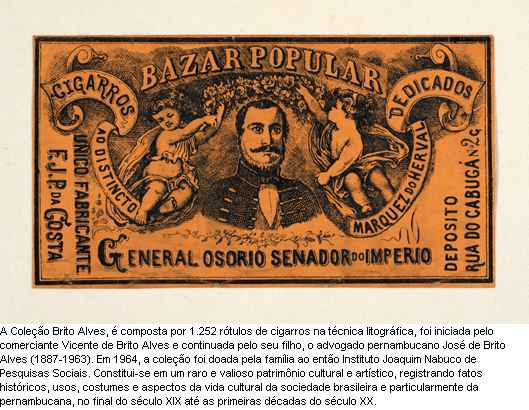 BAZAR POPULAR
CIGARROS
DEDICADOS
AO DISTINCTO
MARQUEZ DO HERVAL
UNICO FABRICANTE
F.J.P. DA COSTA
GENERAL OSORIO SENADOR DO IMPERIO
DEPOSITO
RUA DO CABUGÁ N. 2 G
A Coleção Brito Alves, é composta por 1.252 rótulos de cigarros na técnica litográfica, foi iniciada pelo
comerciante Vicente de Brito Alves e continuada pelo seu filho, o advogado pernambucano José de Brito
Alves (1887-1963). Em 1964, a coleção foi doada pela família ao então Instituto Joaquim Nabuco de
Pesquisas Sociais. Constitui-se em um raro e valioso patrimônio cultural e artístico, registrando fatos
históricos, usos, costumes e aspectos da vida cultural da sociedade brasileira e particularmente da
pernambucana, no final do século XIX até as primeiras décadas do século XX.